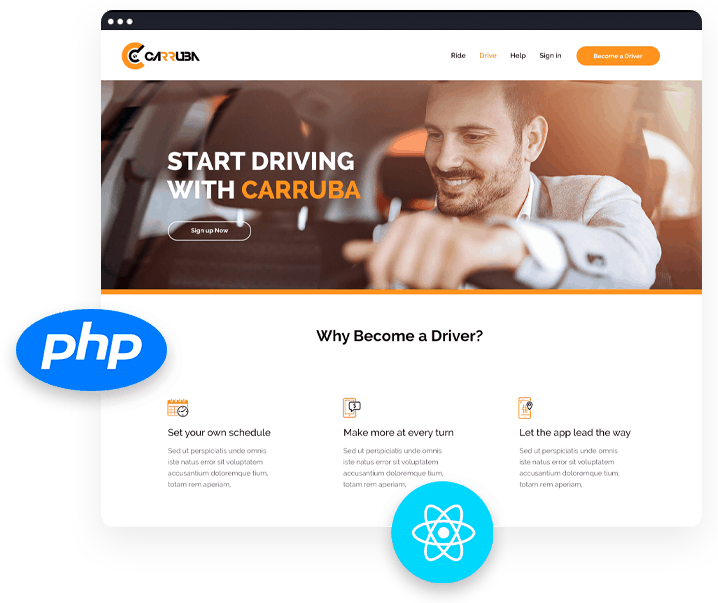 CARRUBA
Ride Drive Help Sign in Become a Driver
START DRIVING
WITH CARRUBA
Sign up Now
php
Why Become a Driver?
Set your own schedule
Sed ut perspiciatis unde omnis
iste natus error sit voluptatem
accusantium doloremque tium,
totam rem aperiam,
Make more at every turn
Sed ut perspiciatis unde omnis
iste natus error sit voluptatem
accusantium doloremque tium,
totam rem aperiam,
Let the app lead the way
Sed ut perspiciatis unde omnis
iste natus error sit voluptatem
accusantium doloremque tium,
totam rem aperiam,